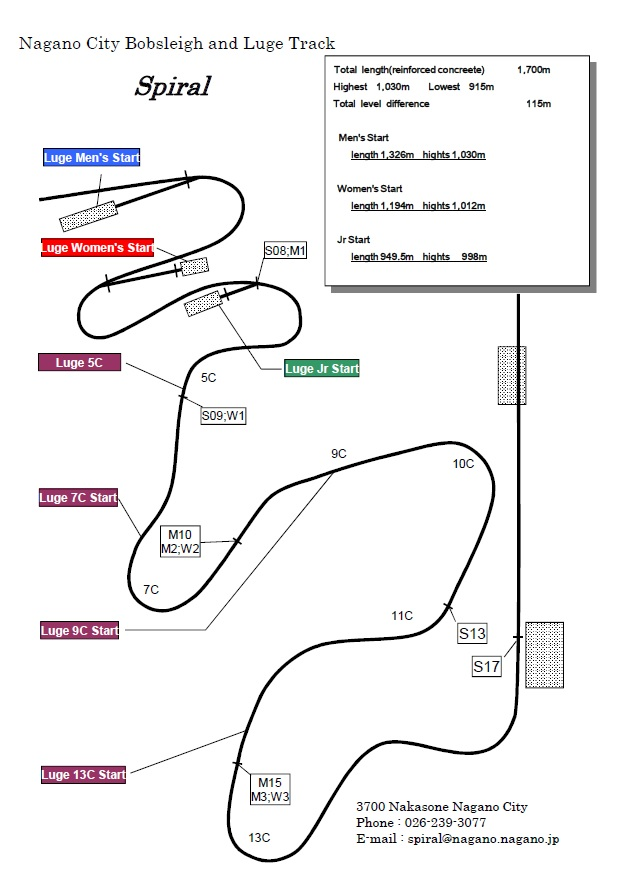 Nagano City Bobsleigh and Luge Track
Spiral
Total length(reinforced concreete) 1,700m
Highest 1,030m Lowest 915m
Total level difference 115m
Men's Start
length 1,326m hights 1,030m
Women's Start
length 1,194m hights 1,012m
Jr Start
length 949.5m hights 998m
Luge Men's Start
Luge Women's Start
S08;M1
Luge 5C
Luge Jr Start
5C
S09;W1
9C
10C
Luge 7C Start
M10
M2;W2
7C
11C
Luge 9C Start
S13
S17
Luge 13C Start
M15
M3;W3
13C
3700 Nakasone Nagano City
Phone : 026-239-3077
E-mail : spiral@nagano.nagano.jp